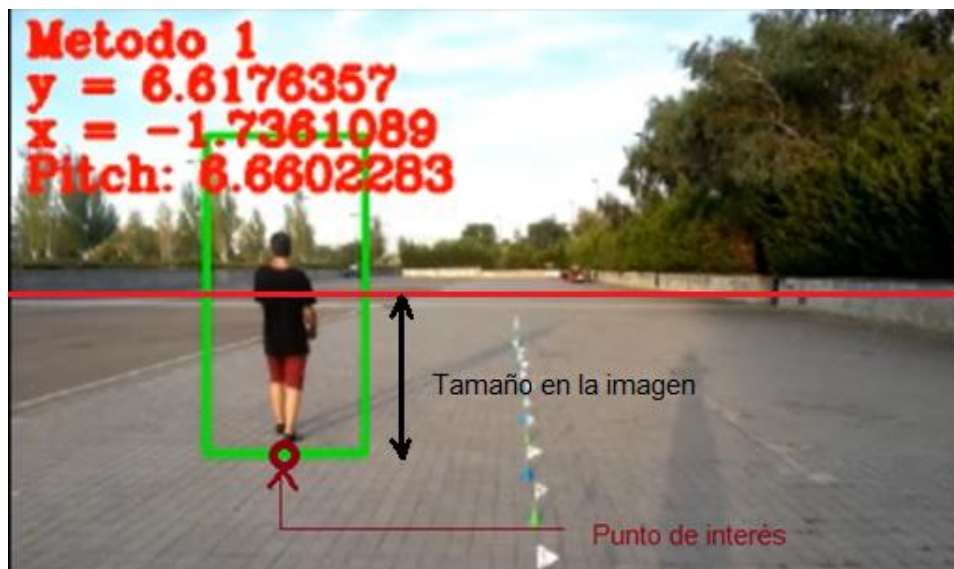 Metodo 1
y = 6.6176357
x = -1.7361089
Pitch: 6.6602283
Tamaño en la imagen
Punto de interés